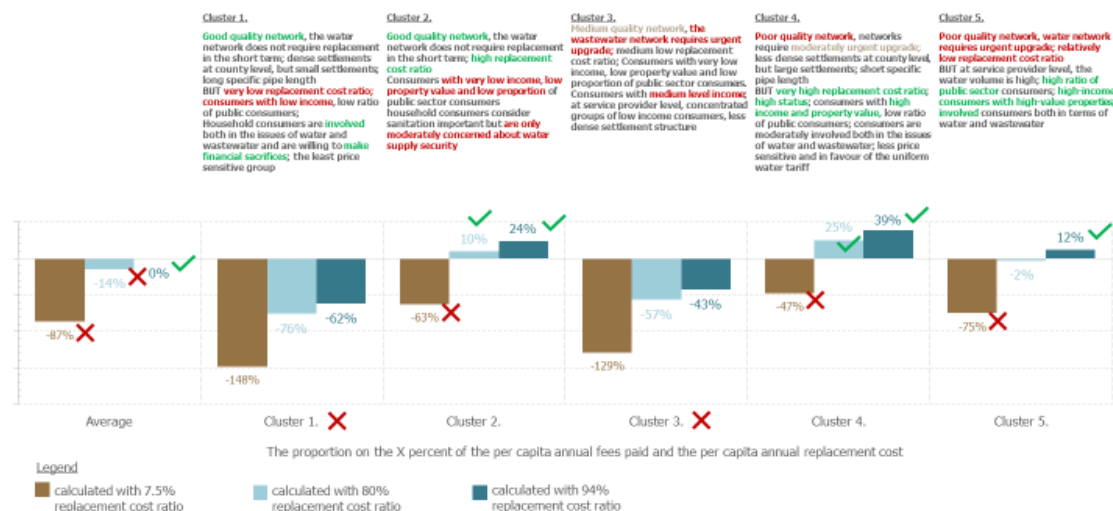 Cluster 1.
Good quality network, the water
network does not require replacement
in the short term; dense settlements
at county level, but small settlements;
long specific pipe length
BUT very low replacement cost ratio;
consumers with low income, low ratio
of public consumers;
Household consumers are involved
both in the issues of water and
wastewater and are willing to make
financial sacrifices; the least price
sensitive group
Cluster 2.
Good quality network, the water
network does not require replacement
in the short term; high replacement
cost ratio
Consumers with very low income, low
property value and low proportion of
public sector consumers
household consumers consider
sanitation important but are only
moderately concerned about water
supply security
Cluster 3.
Medium quality network, the
wastewater network requires urgent
upgrade; medium low replacement
cost ratio; Consumers with very low
income, low property value and low
proportion of public sector consumes.
Consumers with medium level income;
at service provider level, concentrated
groups of low income consumers, less
dense settlement structure
Cluster 4.
Poor quality network, networks
require moderately urgent upgrade;
less dense settlements at county level,
but large settlements; short specific
pipe length
BUT very high replacement cost ratio;
high status; consumers with high
income and property value, low
ratio of public consumers; consumers are
moderately involved both in the issues
of water and wastewater; less price
sensitive and in favour of the uniform
water tariff
Cluster 5.
Poor quality network, water network
requires urgent upgrade; relatively
low replacement cost ratio
BUT at service provider level, the
water volume is high; high ratio of
public sector consumers; high-income
consumers with high-value properties
involved consumers both in terms of
water and wastewater
-87%
-14%
0%
-148%
-76%
-62%
-63%
10%
24%
-129%
-57%
-43%
-47%
25%
39%
-75%
-2%
12%
Average
Cluster 1.
Cluster 2.
Cluster 3.
Cluster 4.
Cluster 5.
The proportion on the X percent of the per capita annual fees paid and the per capita annual replacement cost
Legend
calculated with 7.5%
replacement cost ratio
calculated with 80%
replacement cost ratio
calculated with 94%
replacement cost ratio